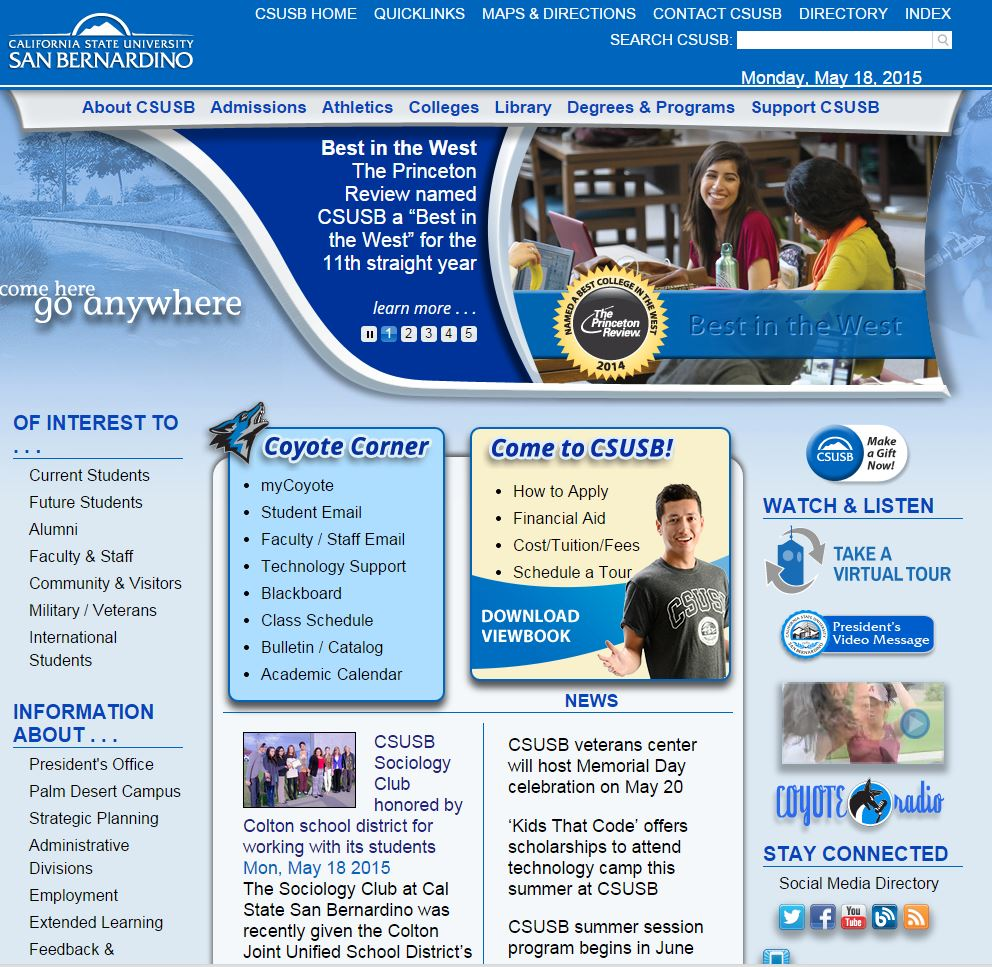 CALIFORNIA STATE UNIVERSITY
SAN BERNARDINO
CSUSB HOME QUICKLINKS MAPS & DIRECTIONS CONTACT CSUSB DIRECTORY INDEX
SEARCH CSUSB:
Monday, May 18, 2015
About CSUSB Admissions Athletics Colleges Library Degrees & Programs Support CSUSB
come here
go anywhere
Best in the West
The Princeton
Review named
CSUSB a “Best in
the West” for the
11th straight year
learn more . . .
1 2 3 4 5
NAMED A BEST COLLEGE IN THE WEST
The
Princeton
Review
2014
Best in the West
OF INTEREST TO
. . .
Current Students
Future Students
Alumni
Faculty & Staff
Community & Visitors
Military / Veterans
International
Students
INFORMATION
ABOUT . . .
President's Office
Palm Desert Campus
Strategic Planning
Administrative
Divisions
Employment
Extended Learning
Feedback &
Coyote Corner
myCoyote
Student Email
Faculty / Staff Email
Technology Support
Blackboard
Class Schedule
Bulletin / Catalog
Academic Calendar
Come to CSUSB!
How to Apply
Financial Aid
Cost/Tuition/Fees
Schedule a Tour
DOWNLOAD
VIEWBOOK
CSUSB
NEWS
CSUSB
Sociology
Club
honored by
Colton school district for
working with its students
Mon, May 18 2015
The Sociology Club at Cal
State San Bernardino was
recently given the Colton
Joint Unified School District’s
CSUSB veterans center
will host Memorial Day
celebration on May 20
‘Kids That Code’ offers
scholarships to attend
technology camp this
summer at CSUSB
CSUSB summer session
program begins in June
CSUSB
Make
a Gift
Now!
WATCH & LISTEN
TAKE A
VIRTUAL TOUR
President's
Video Message
COYOTE radio
STAY CONNECTED
Social Media Directory
You
Tube